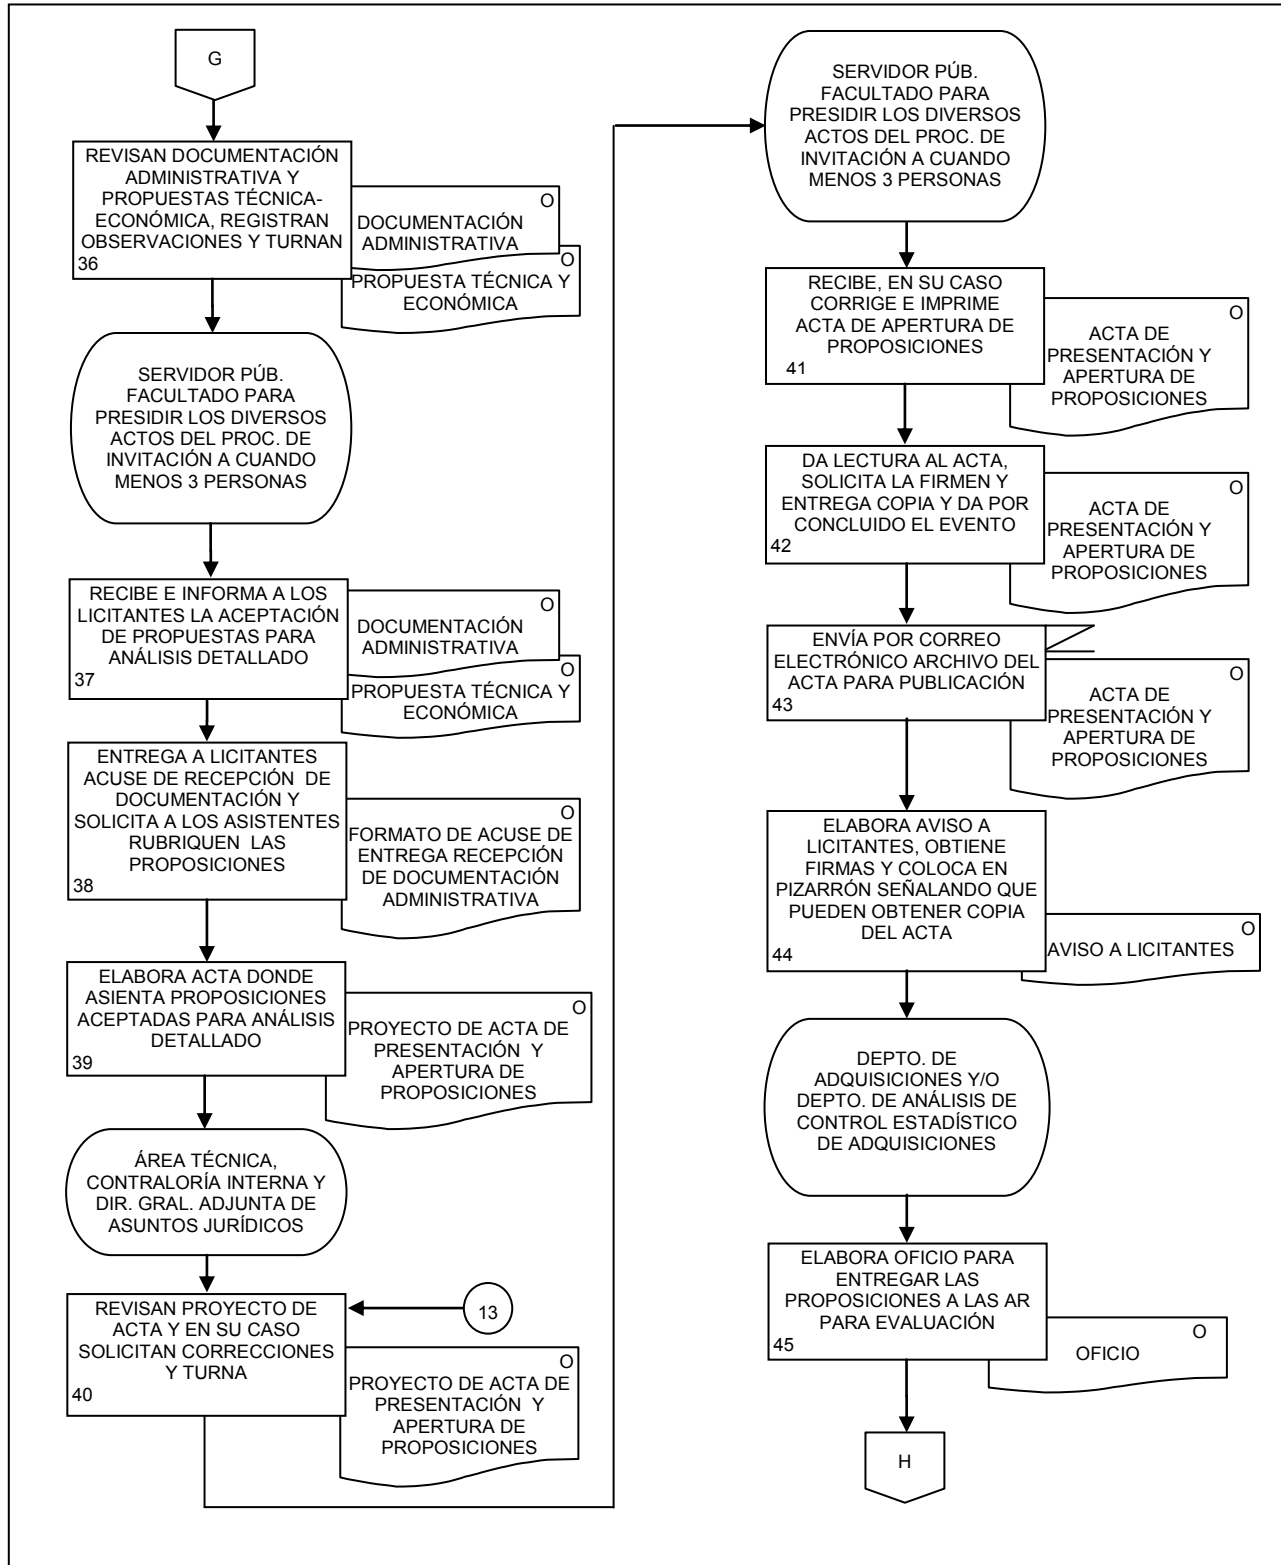 G
REVISAN DOCUMENTACIÓN
ADMINISTRATIVA Y
PROPUESTAS TÉCNICA-
ECONÓMICA, REGISTRAN
OBSERVACIONES Y TURNAN
36
O
DOCUMENTACIÓN
ADMINISTRATIVA
O
PROPUESTA TÉCNICA Y
ECONÓMICA
SERVIDOR PÚB.
FACULTADO PARA
PRESIDIR LOS DIVERSOS
ACTOS DEL PROC. DE
INVITACIÓN A CUANDO
MENOS 3 PERSONAS
RECIBE E INFORMA A LOS
LICITANTES LA ACEPTACIÓN
DE PROPUESTAS PARA
ANÁLISIS DETALLADO
37
O
DOCUMENTACIÓN
ADMINISTRATIVA
O
PROPUESTA TÉCNICA Y
ECONÓMICA
ENTREGA A LICITANTES
ACUSE DE RECEPCIÓN DE
DOCUMENTACIÓN Y
SOLICITA A LOS ASISTENTES
RUBRIQUEN LAS
PROPOSICIONES
38
O
FORMATO DE ACUSE DE
ENTREGA RECEPCIÓN
DE DOCUMENTACIÓN
ADMINISTRATIVA
ELABORA ACTA DONDE
ASIENTA PROPOSICIONES
ACEPTADAS PARA ANÁLISIS
DETALLADO
39
O
PROYECTO DE ACTA DE
PRESENTACIÓN Y
APERTURA DE
PROPOSICIONES
ÁREA TÉCNICA,
CONTRALORÍA INTERNA Y
DIR. GRAL. ADJUNTA DE
ASUNTOS JURÍDICOS
13
REVISAN PROYECTO DE
ACTA Y EN SU CASO
SOLICITAN CORRECCIONES
Y TURNA
40
O
PROYECTO DE ACTA DE
PRESENTACIÓN Y
APERTURA DE
PROPOSICIONES
SERVIDOR PÚB.
FACULTADO PARA
PRESIDIR LOS DIVERSOS
ACTOS DEL PROC. DE
INVITACIÓN A CUANDO
MENOS 3 PERSONAS
RECIBE, EN SU CASO
CORRIGE E IMPRIME
ACTA DE APERTURA DE
PROPOSICIONES
41
O
ACTA DE
PRESENTACIÓN Y
APERTURA DE
PROPOSICIONES
DA LECTURA AL ACTA,
SOLICITA LA FIRMEN Y
ENTREGA COPIA Y DA POR
CONCLUIDO EL EVENTO
42
O
ACTA DE
PRESENTACIÓN Y
APERTURA DE
PROPOSICIONES
ENVÍA POR CORREO
ELECTRÓNICO ARCHIVO DEL
ACTA PARA PUBLICACIÓN
43
O
ACTA DE
PRESENTACIÓN Y
APERTURA DE
PROPOSICIONES
ELABORA AVISO A
LICITANTES, OBTIENE
FIRMAS Y COLOCA EN
PIZARRÓN SEÑALANDO QUE
PUEDEN OBTENER COPIA
DEL ACTA
44
O
AVISO A LICITANTES
DEPTO. DE
ADQUISICIONES Y/O
DEPTO. DE ANÁLISIS DE
CONTROL ESTADÍSTICO
DE ADQUISICIONES
ELABORA OFICIO PARA
ENTREGAR LAS
PROPOSICIONES A LAS AR
PARA EVALUACIÓN
45
O
OFICIO
H